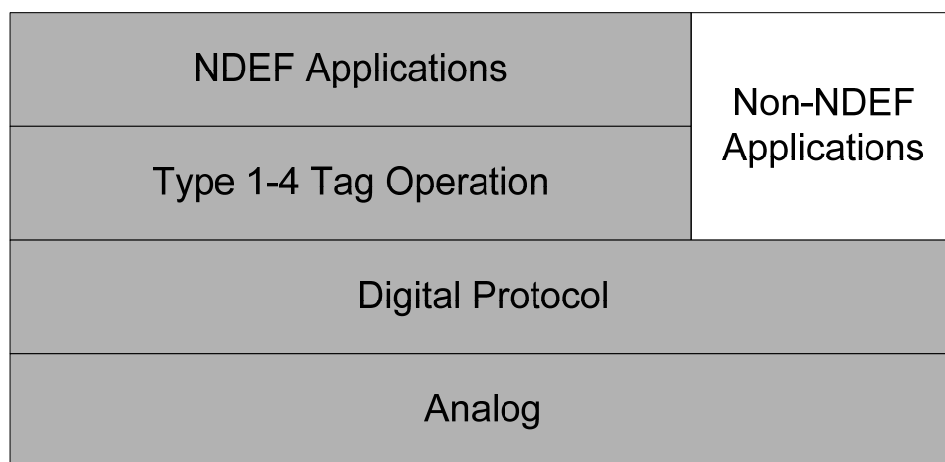 NDEF Applications
Non-NDEF
Applications
Type 1-4 Tag Operation
Digital Protocol
Analog